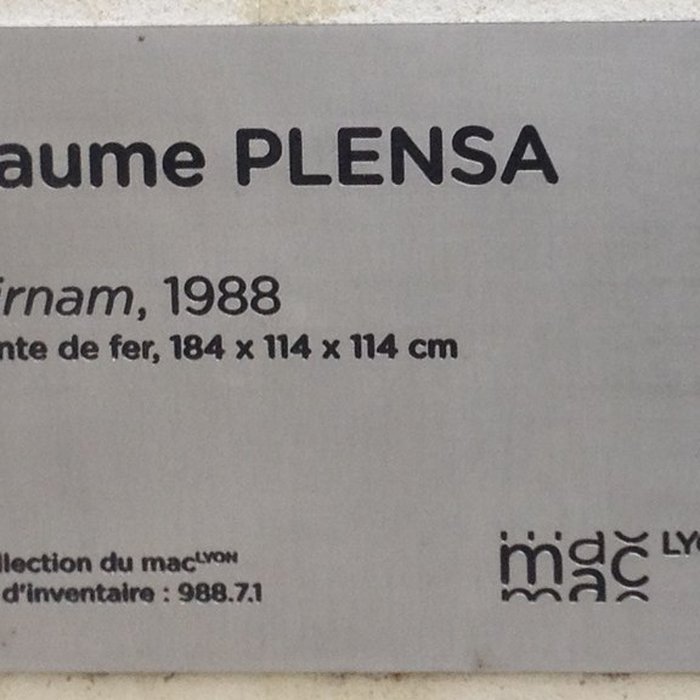 aume PLENSA
irnam, 1988
nte de fer, 184 x 114 x 114 cm
llection du macLYON
d'inventaire : 988.7.1
mac LYO